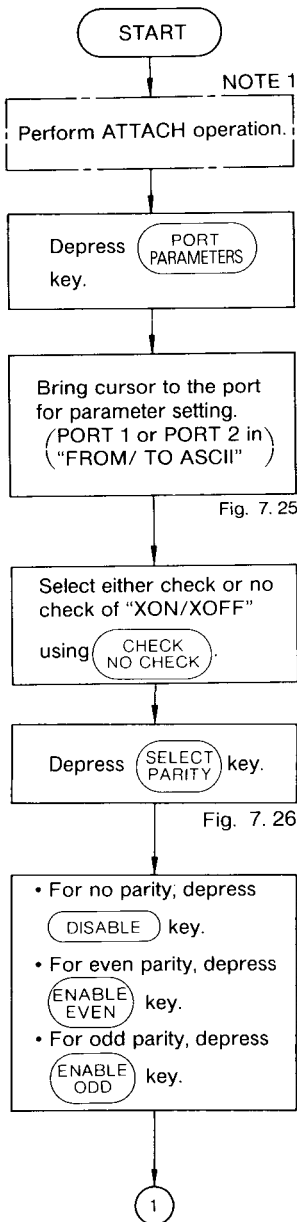 START
NOTE 1
Perform ATTACH operation.
Depress PORT PARAMETERS
key.
Bring cursor to the port
for parameter setting.
(PORT 1 or PORT 2 in
"FROM/ TO ASCII")
Fig. 7. 25
Select either check or no
check of "XON/XOFF"
using CHECK NO CHECK.
Depress SELECT PARITY key.
Fig. 7. 26
• For no parity, depress
DISABLE key.
• For even parity, depress
ENABLE EVEN key.
• For odd parity, depress
ENABLE ODD key.
1